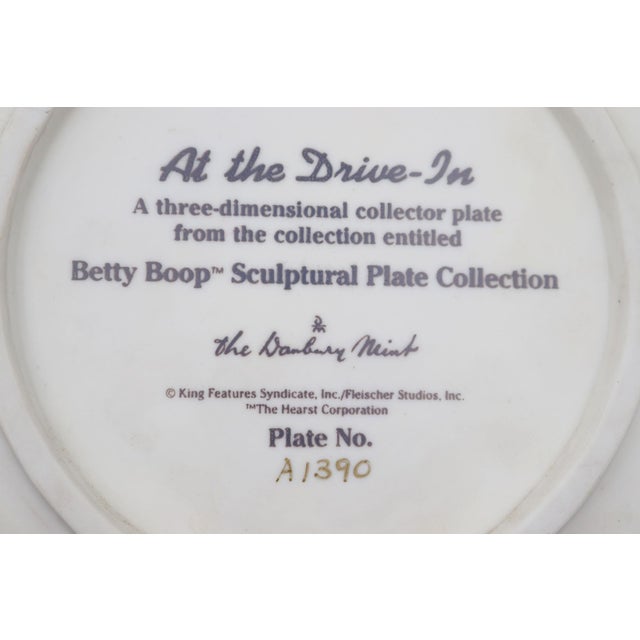 At the Drive-In
A three-dimensional collector plate
from the collection entitled
Betty Boop™ Sculptural Plate Collection
DM
The Danbury Mint
© King Features Syndicate, Inc./Fleischer Studios, Inc.
™The Hearst Corporation
Plate No.
A1390